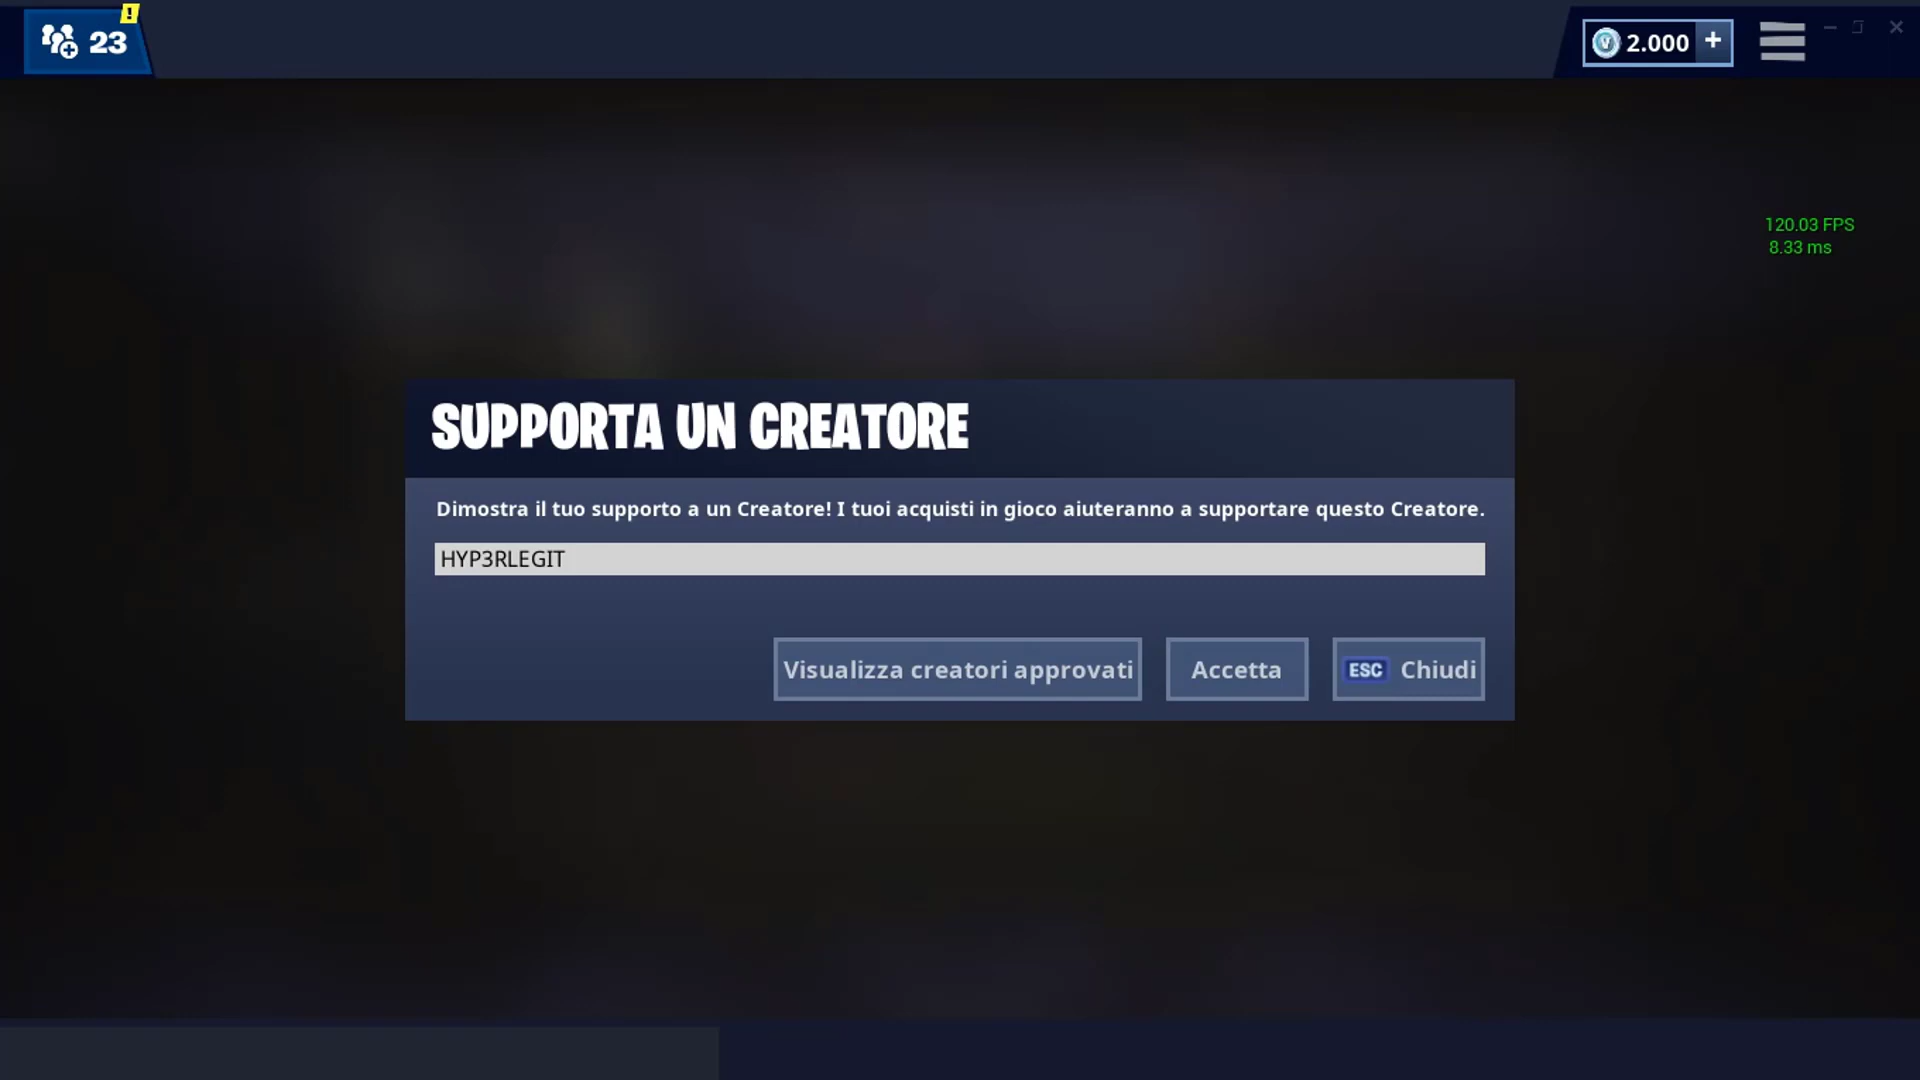 ! 23
2.000 +
120.03 FPS
8.33 ms
SUPPORTA UN CREATORE
Dimostra il tuo supporto a un Creatore! I tuoi acquisti in gioco aiuteranno a supportare questo Creatore.
HYP3RLEGIT
Visualizza creatori approvati Accetta ESC Chiudi